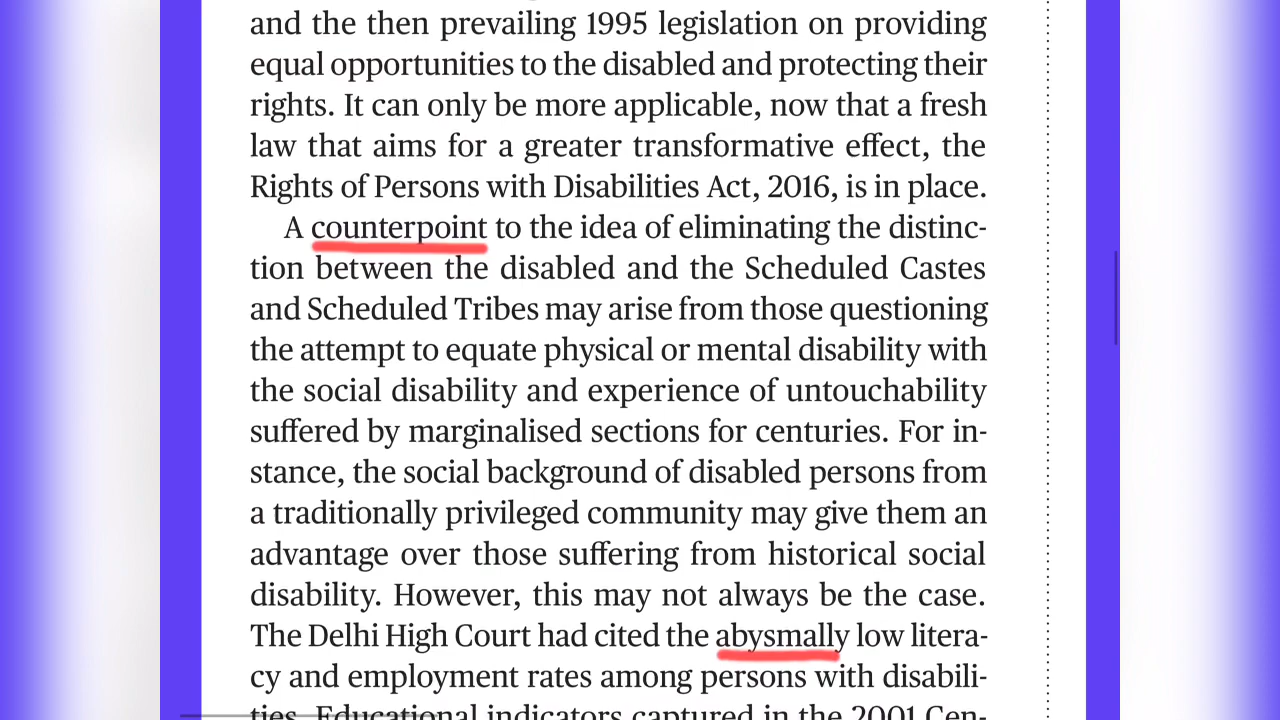 and the then prevailing 1995 legislation on providing
equal opportunities to the disabled and protecting their
rights. It can only be more applicable, now that a fresh
law that aims for a greater transformative effect, the
Rights of Persons with Disabilities Act, 2016, is in place.
A counterpoint to the idea of eliminating the distinc-
tion between the disabled and the Scheduled Castes
and Scheduled Tribes may arise from those questioning
the attempt to equate physical or mental disability with
the social disability and experience of untouchability
suffered by marginalised sections for centuries. For in-
stance, the social background of disabled persons from
a traditionally privileged community may give them an
advantage over those suffering from historical social
disability. However, this may not always be the case.
The Delhi High Court had cited the abysmally low litera-
cy and employment rates among persons with disabili-
ties. Educational indicators captured in the 2001 Cen-